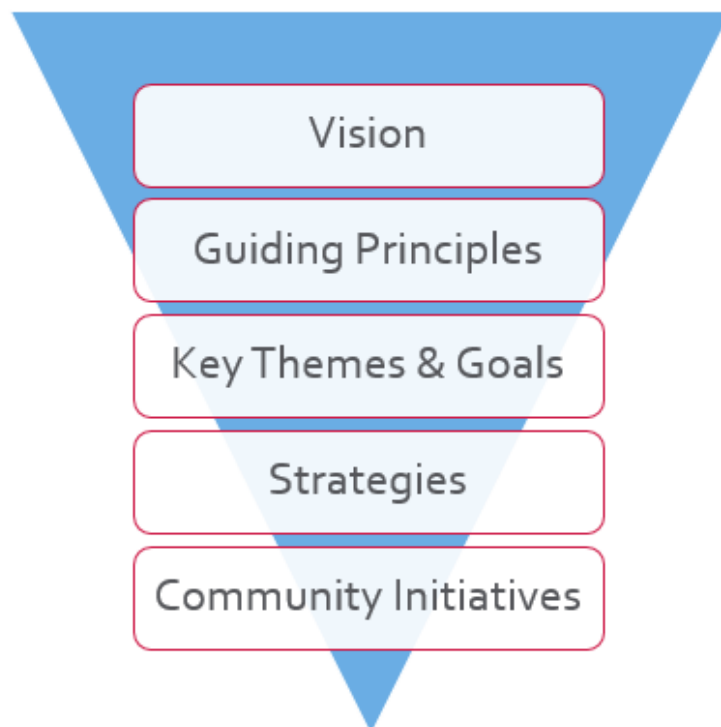 Vision
Guiding Principles
Key Themes & Goals
Strategies
Community Initiatives